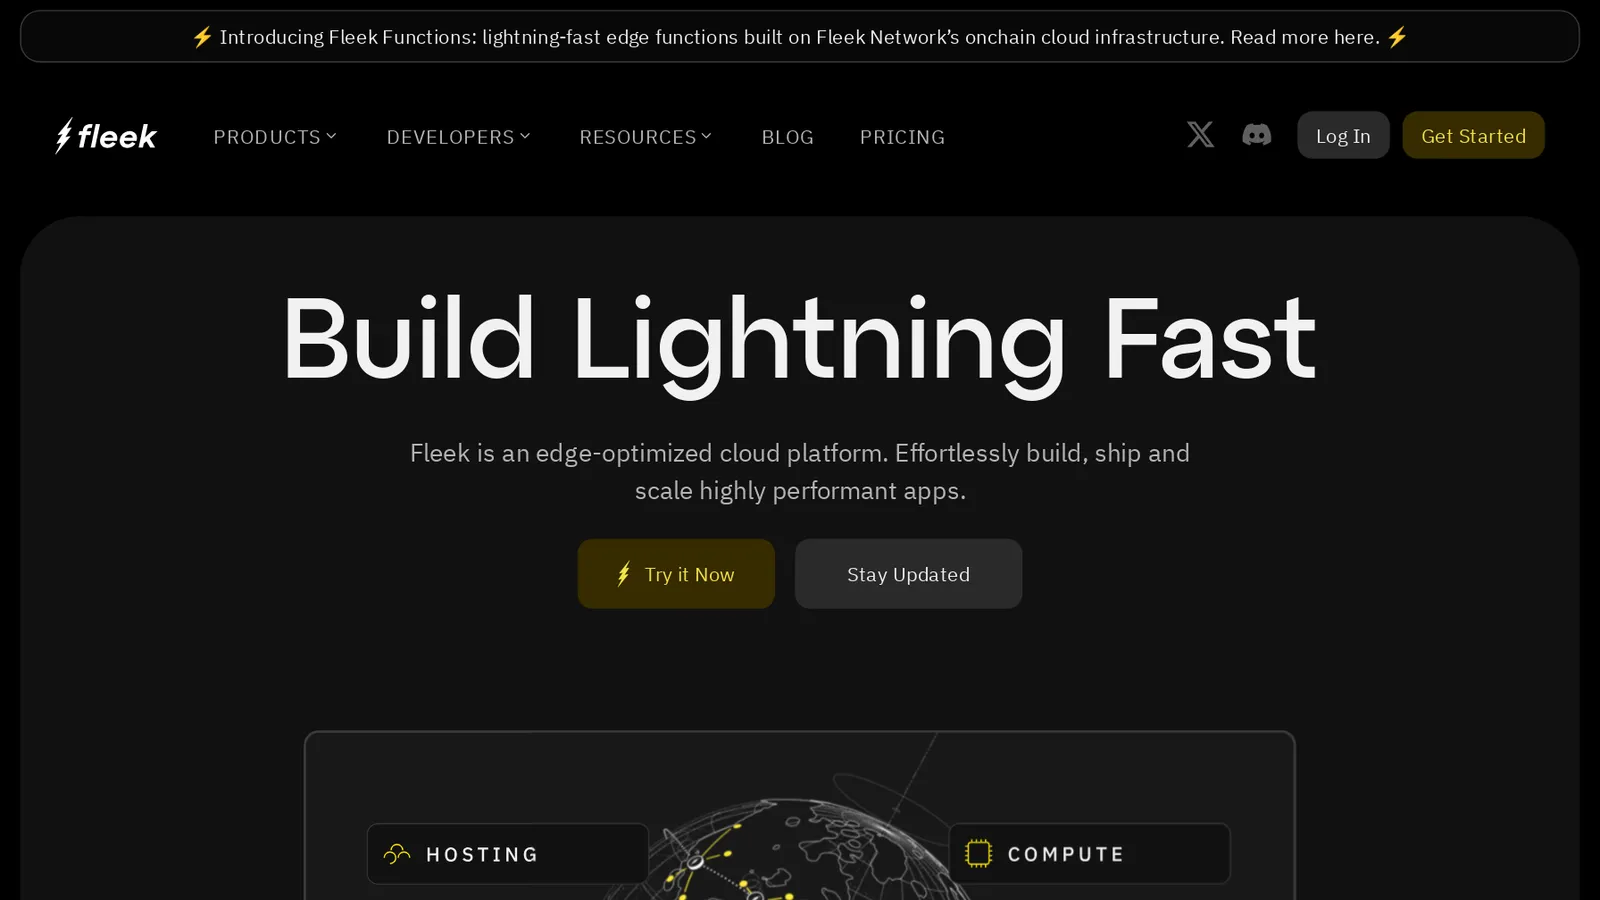 ⚡ Introducing Fleek Functions: lightning-fast edge functions built on Fleek Network’s onchain cloud infrastructure. Read more here. ⚡
fleek PRODUCTS DEVELOPERS RESOURCES BLOG PRICING Log In Get Started
Build Lightning Fast
Fleek is an edge-optimized cloud platform. Effortlessly build, ship and
scale highly performant apps.
Try it Now Stay Updated
HOSTING COMPUTE